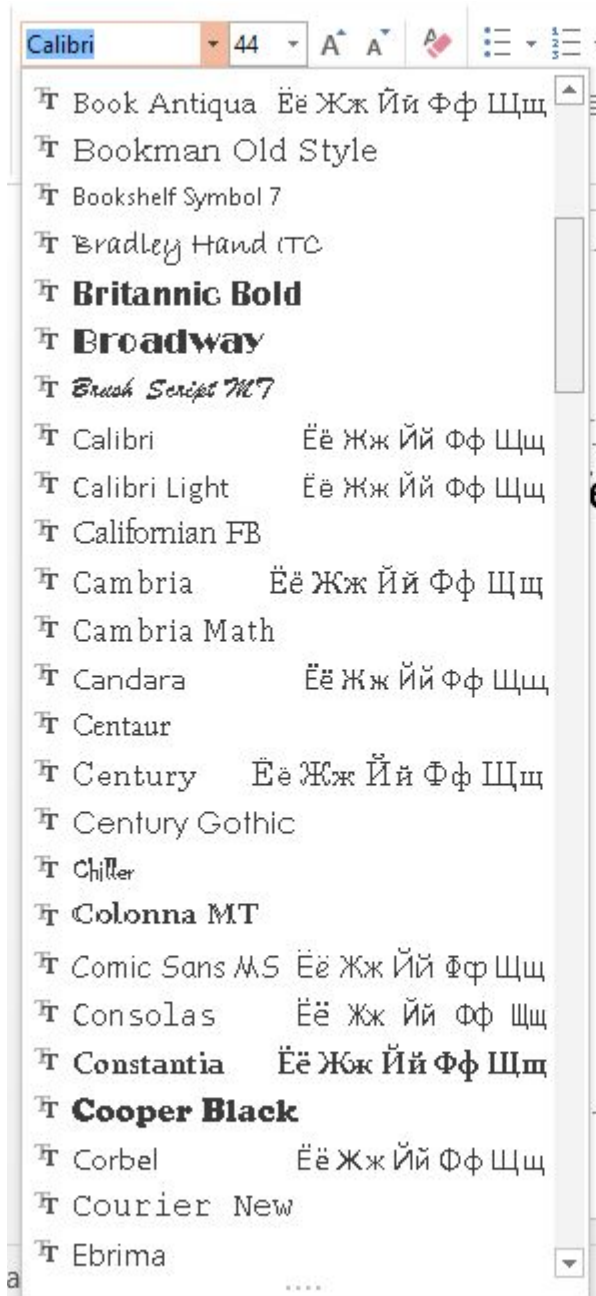 Calibri 44
Book Antiqua Ёё Жж Йй Фф Щщ
Bookman Old Style
Bookshelf Symbol 7
Bradley Hand ITC
Britannic Bold
Broadway
Brush Script MT
Calibri Ёё Жж Йй Фф Щщ
Calibri Light Ёё Жж Йй Фф Щщ
Californian FB
Cambria Ёё Жж Йй Фф Щщ
Cambria Math
Candara Ёё Жж Йй Фф Щщ
Centaur
Century Ёё Жж Йй Фф Щщ
Century Gothic
Chiller
Colonna MT
Comic Sans MS Ёё Жж Йй Фф Щщ
Consolas Ёё Жж Йй Фф Щщ
Constantia Ёё Жж Йй Фф Щщ
Cooper Black
Corbel Ёё Жж Йй Фф Щщ
Courier New
Ebrima